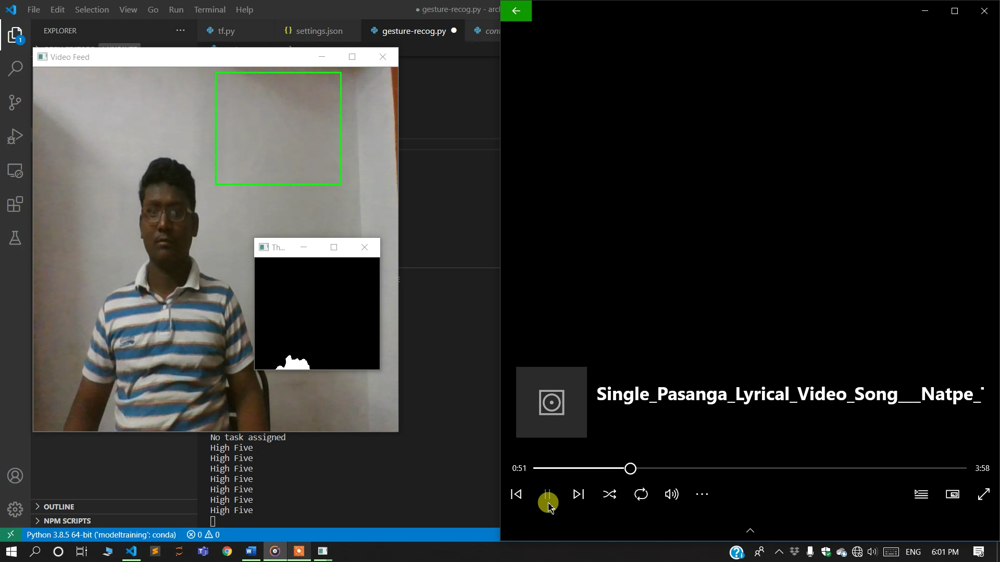 File Edit Selection View Go Run Terminal Help
● gesture-recog.py -
EXPLORER
tf.py
{} settings.json
gesture-recog.py ●
1
Video Feed
Th...
No task assigned
High Five
High Five
High Five
High Five
High Five
High Five
High Five
OUTLINE
NPM SCRIPTS
Python 3.8.5 64-bit ('modeltraining': conda) 0 0
Single_Pasanga_Lyrical_Video_Song___Natpe_
0:51
3:58
ENG 6:01 PM